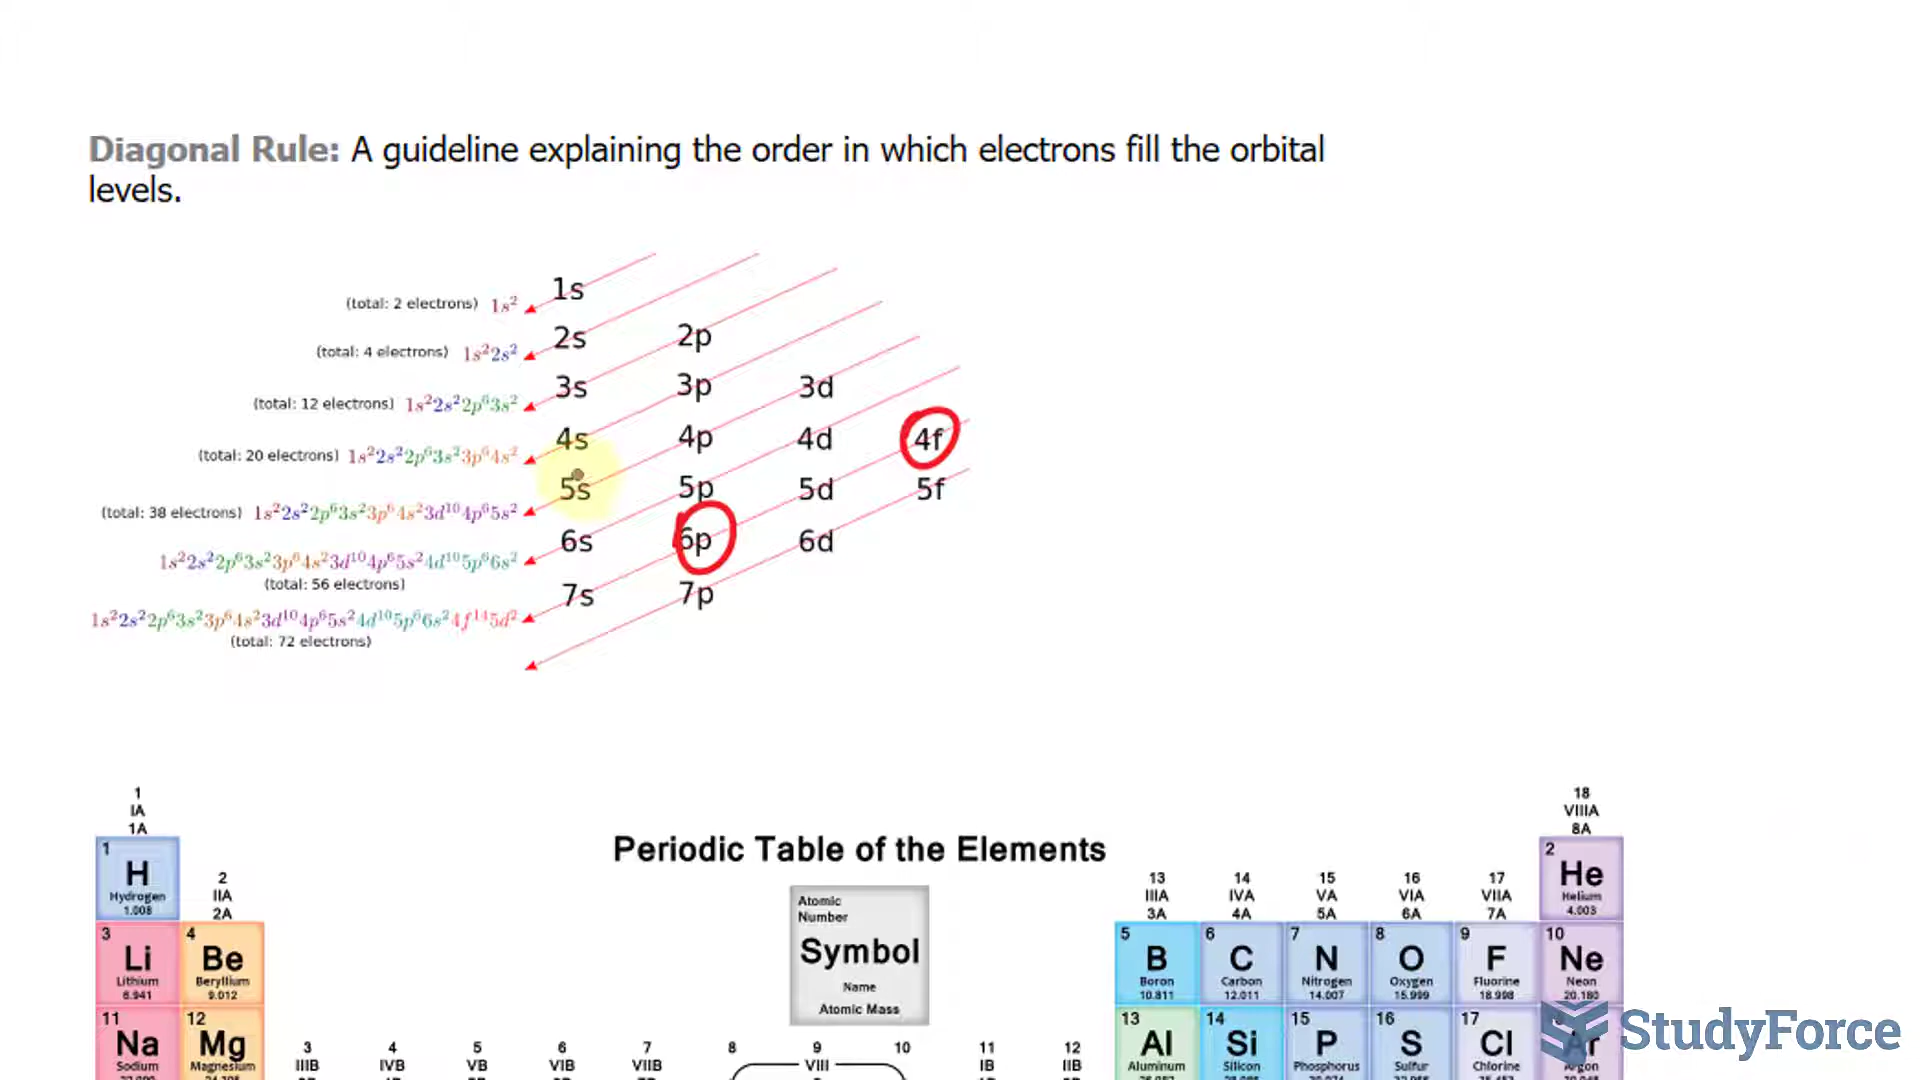 Diagonal Rule: A guideline explaining the order in which electrons fill the orbital
levels.
(total: 2 electrons) 1s² 1s
(total: 4 electrons) 1s²2s² 2s 2p
(total: 12 electrons) 1s²2s²2p⁶3s² 3s 3p 3d
(total: 20 electrons) 1s²2s²2p⁶3s²3p⁶4s² 4s 4p 4d 4f
(total: 38 electrons) 1s²2s²2p⁶3s²3p⁶4s²3d¹⁰4p⁶5s² 5s 5p 5d 5f
1s²2s²2p⁶3s²3p⁶4s²3d¹⁰4p⁶5s²4d¹⁰5p⁶6s² 6s 6p 6d
(total: 56 electrons)
7s 7p
1s²2s²2p⁶3s²3p⁶4s²3d¹⁰4p⁶5s²4d¹⁰5p⁶6s²4f¹⁴5d²
(total: 72 electrons)
Periodic Table of the Elements
1
IA
1A
18
VIIIA
8A
1
H
Hydrogen
1.008
2
He
Helium
4.003
2
IIA
2A
13
IIIA
3A
14
IVA
4A
15
VA
5A
16
VIA
6A
17
VIIA
7A
Atomic
Number
Symbol
Name
Atomic Mass
3
Li
Lithium
6.941
4
Be
Beryllium
9.012
5
B
Boron
10.811
6
C
Carbon
12.011
7
N
Nitrogen
14.007
8
O
Oxygen
15.999
9
F
Fluorine
18.998
10
Ne
Neon
20.180
11
Na
Sodium
12
Mg
Magnesium
3
IIIB
4
IVB
5
VB
6
VIB
7
VIIB
8
9
VIII
10
11
IB
12
IIB
13
Al
Aluminum
14
Si
Silicon
15
P
Phosphorus
16
S
Sulfur
17
Cl
Chlorine
Ar
Argon
StudyForce